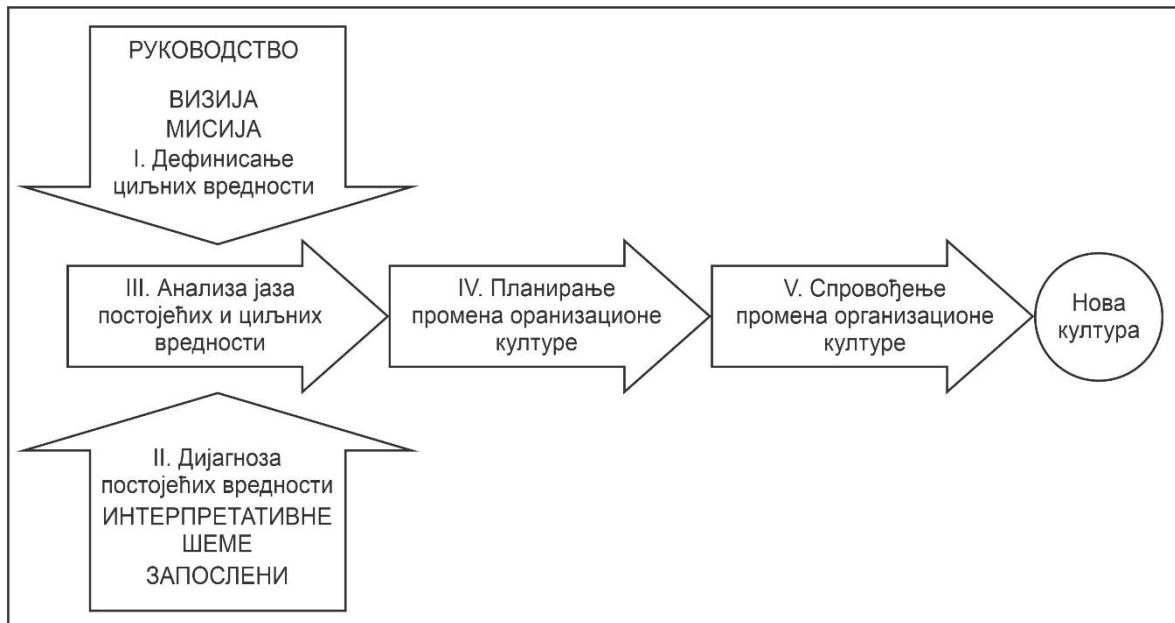 РУКОВОДСТВО
ВИЗИЈА
МИСИЈА
I. Дефинисање
циљних вредности
III. Анализа јаза
постојећих и циљних
вредности
IV. Планирање
промена оранизационе
културе
V. Спровођење
промена организационе
културе
Нова
култура
II. Дијагноза
постојећих вредности
ИНТЕРПРЕТАТИВНЕ
ШЕМЕ
ЗАПОСЛЕНИ